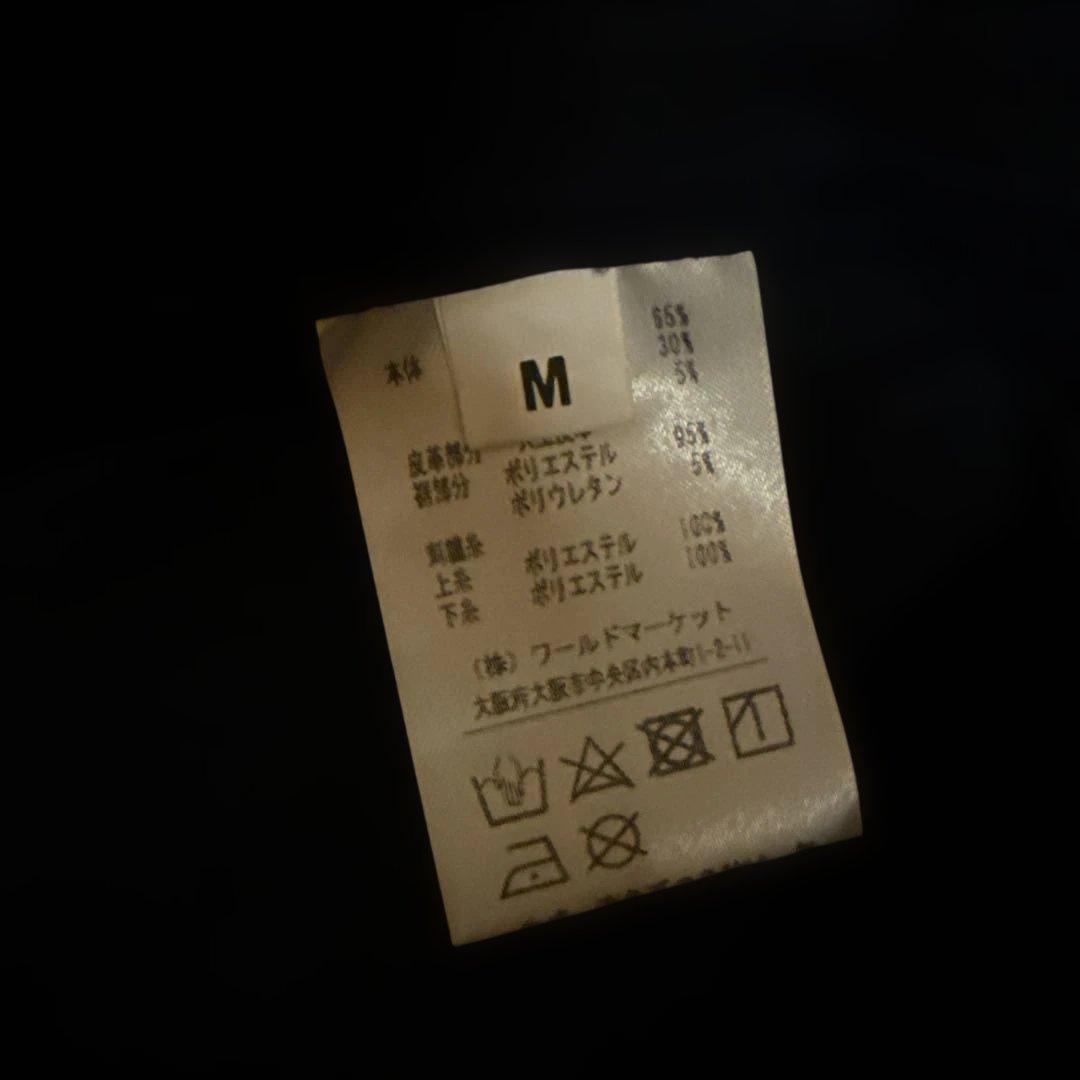 M
本体 65%
30%
5%
皮革部分
裾部分 ポリエステル 95%
ポリウレタン 5%
刺繍糸
上糸 ポリエステル 100%
下糸 ポリエステル 100%
(株) ワールドマーケット
大阪府大阪市中央区内本町1-2-11